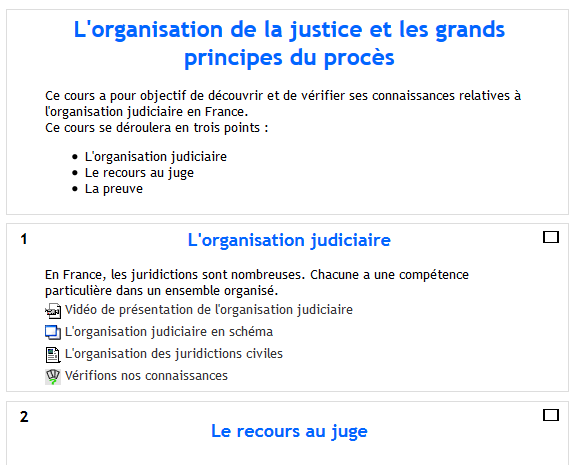 L'organisation de la justice et les grands
principes du procès
Ce cours a pour objectif de découvrir et de vérifier ses connaissances relatives à
l'organisation judiciaire en France.
Ce cours se déroulera en trois points :
• L'organisation judiciaire
• Le recours au juge
• La preuve
1
L'organisation judiciaire
En France, les juridictions sont nombreuses. Chacune a une compétence
particulière dans un ensemble organisé.
Vidéo de présentation de l'organisation judiciaire
L'organisation judiciaire en schéma
L'organisation des juridictions civiles
Vérifions nos connaissances
2
Le recours au juge